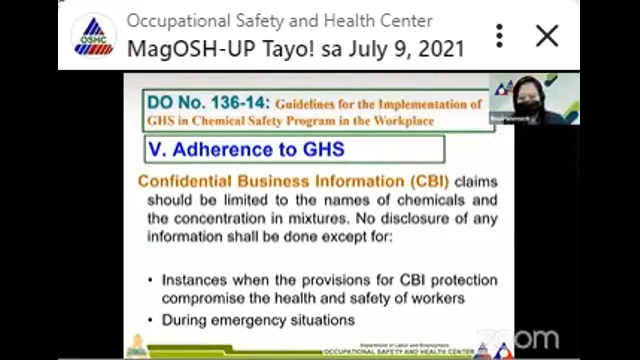 Occupational Safety and Health Center
MagOSH-UP Tayo! sa July 9, 2021
OSHC
DO No. 136-14: Guidelines for the Implementation of
GHS in Chemical Safety Program in the Workplace
V. Adherence to GHS
Confidential Business Information (CBI) claims
should be limited to the names of chemicals and
the concentration in mixtures. No disclosure of any
information shall be done except for:
• Instances when the provisions for CBI protection
compromise the health and safety of workers
• During emergency situations
Department of Labor and Employment
OCCUPATIONAL SAFETY AND HEALTH CENTER
zoom